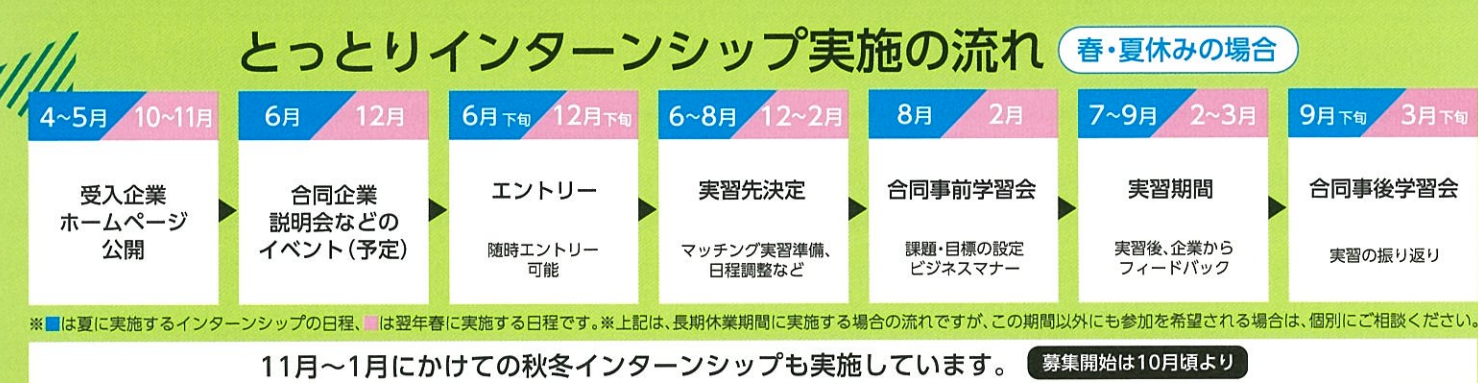 とっとりインターンシップ実施の流れ 春・夏休みの場合
4~5月 10~11月
受入企業
ホームページ
公開
6月 12月
合同企業
説明会などの
イベント(予定)
6月下旬 12月下旬
エントリー
随時エントリー
可能
6~8月 12~2月
実習先決定
マッチング実習準備、
日程調整など
8月 2月
合同事前学習会
課題・目標の設定
ビジネスマナー
7~9月 2~3月
実習期間
実習後、企業から
フィードバック
9月下旬 3月下旬
合同事後学習会
実習の振り返り
※■は夏に実施するインターンシップの日程、■は翌年春に実施する日程です。※上記は、長期休業期間に実施する場合の流れですが、この期間以外にも参加を希望される場合は、個別にご相談ください。
11月~1月にかけての秋冬インターンシップも実施しています。 募集開始は10月頃より